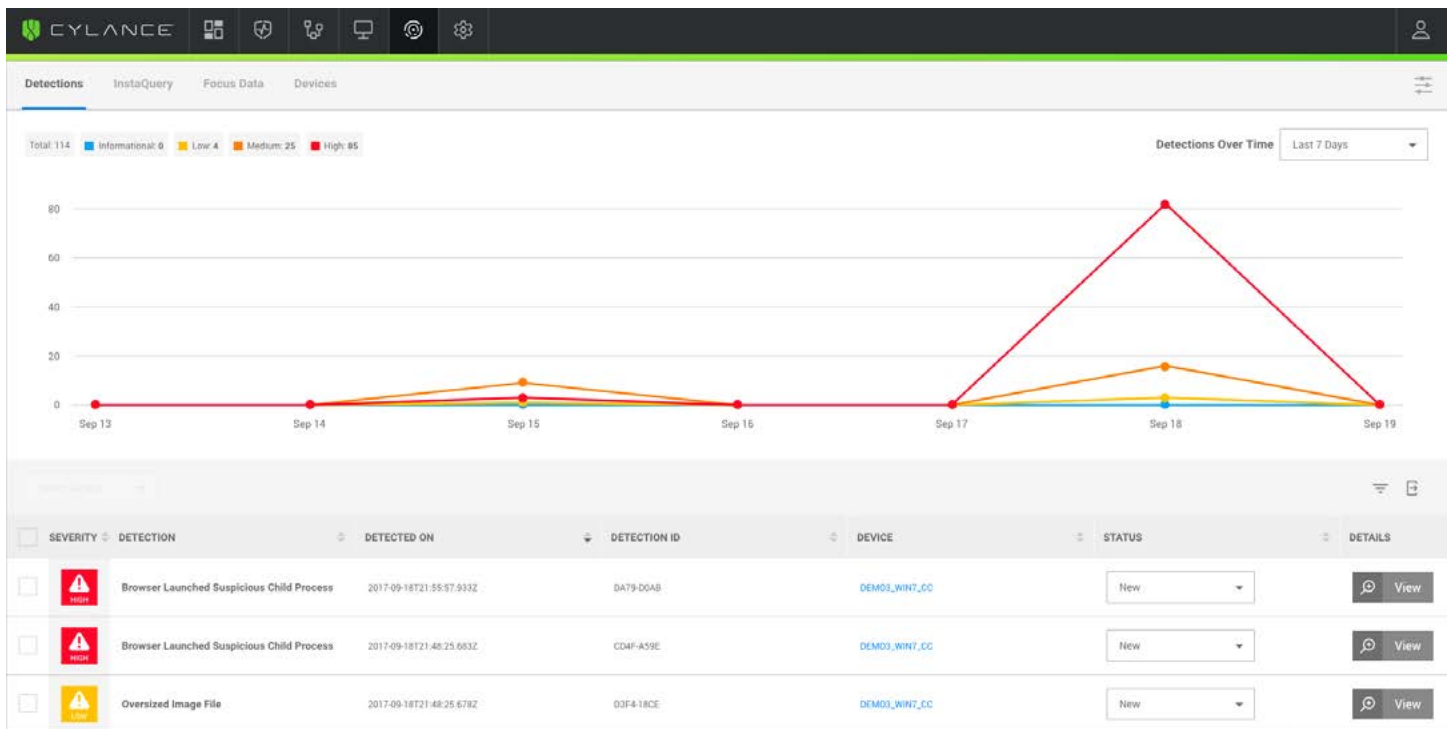 CYLANCE
Detections InstaQuery Focus Data Devices
Total: 114 Informational: 0 Low: 4 Medium: 25 High: 85
Detections Over Time Last 7 Days
80
60
40
20
0
Sep 13 Sep 14 Sep 15 Sep 16 Sep 17 Sep 18 Sep 19
SEVERITY DETECTION DETECTED ON DETECTION ID DEVICE STATUS DETAILS
HIGH Browser Launched Suspicious Child Process 2017-09-18T21:55:57.933Z DA79-D0AB DEMO3_WIN7_CC New View
HIGH Browser Launched Suspicious Child Process 2017-09-18T21:48:25.683Z CD4F-A59E DEMO3_WIN7_CC New View
LOW Oversized Image File 2017-09-18T21:48:25.678Z D3F4-18CE DEMO3_WIN7_CC New View